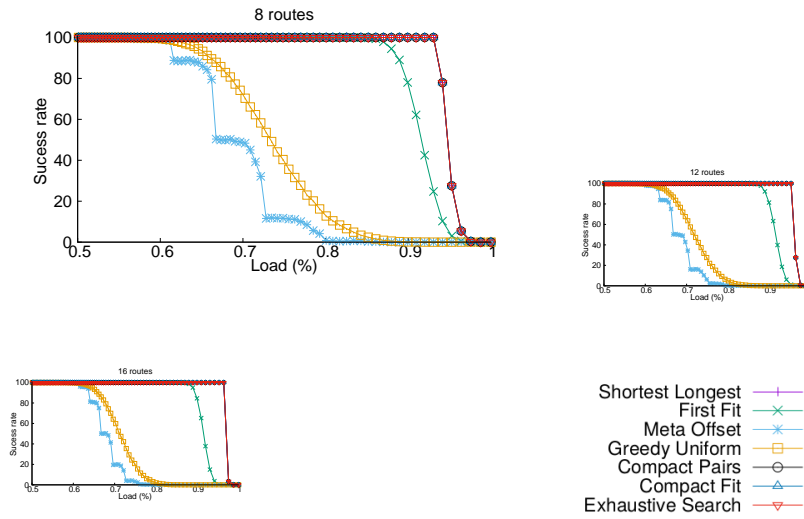 8 routes
100
80
60
40
20
0
Sucess rate
0.5 0.6 0.7 0.8 0.9 1
Load (%)
12 routes
100
80
60
40
20
0
Sucess rate
0.5 0.6 0.7 0.8 0.9
Load (%)
16 routes
100
80
60
40
20
0
Sucess rate
0.5 0.6 0.7 0.8 0.9 1
Load (%)
Shortest Longest
First Fit
Meta Offset
Greedy Uniform
Compact Pairs
Compact Fit
Exhaustive Search